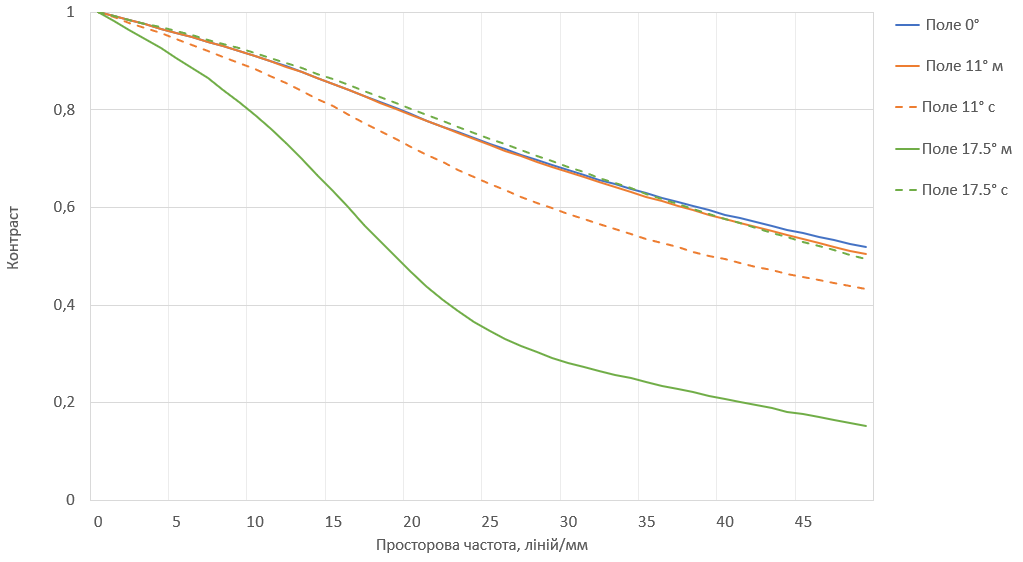 1
0,8
0,6
0,4
0,2
0
Контраст
0 5 10 15 20 25 30 35 40 45
Просторова частота, ліній/мм
Поле 0°
Поле 11° м
Поле 11° с
Поле 17.5° м
Поле 17.5° с